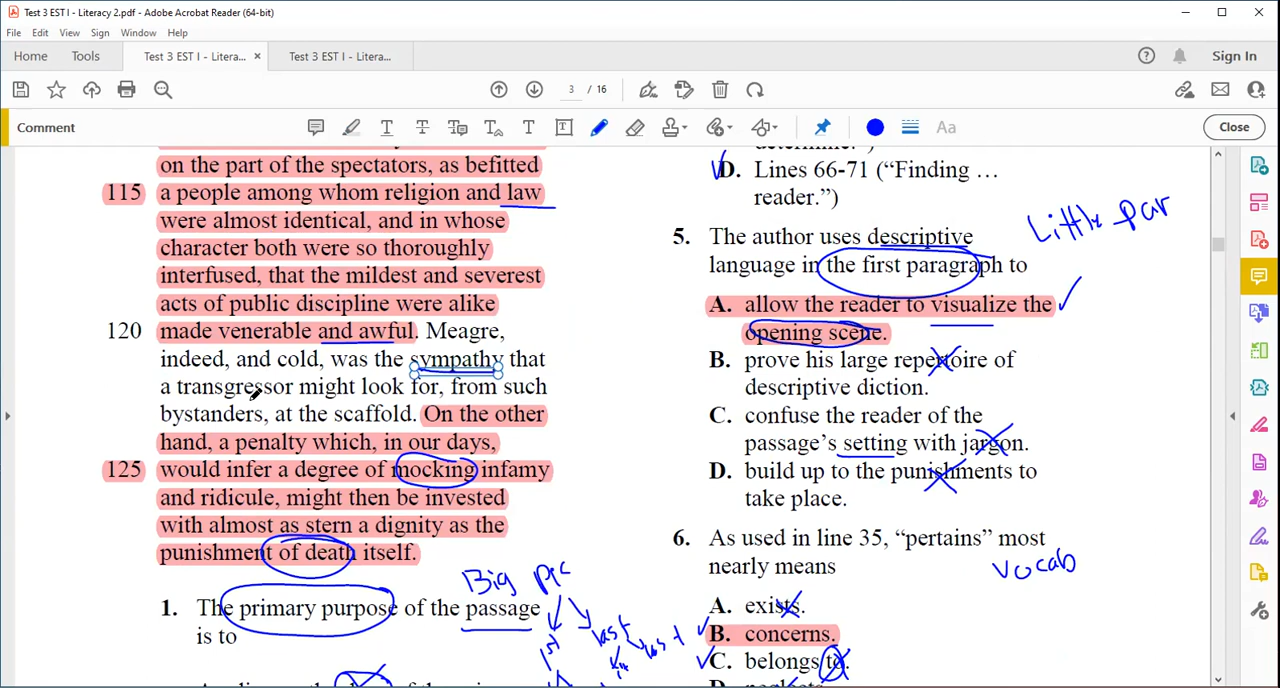 Test 3 EST I - Literacy 2.pdf - Adobe Acrobat Reader (64-bit)
File Edit View Sign Window Help
Home Tools Test 3 EST I - Litera... × Test 3 EST I - Litera... Sign In
3 / 16
Comment Close
on the part of the spectators, as befitted
115 a people among whom religion and law
were almost identical, and in whose
character both were so thoroughly
interfused, that the mildest and severest
acts of public discipline were alike
120 made venerable and awful. Meagre,
indeed, and cold, was the sympathy that
a transgressor might look for, from such
bystanders, at the scaffold. On the other
hand, a penalty which, in our days,
125 would infer a degree of mocking infamy
and ridicule, might then be invested
with almost as stern a dignity as the
punishment of death itself.
Big pic
1. The primary purpose of the passage
is to
1st last
last
D. Lines 66-71 (“Finding …
reader.”)
Little par
5. The author uses descriptive
language in the first paragraph to
A. allow the reader to visualize the
opening scene.
B. prove his large repertoire of
descriptive diction.
C. confuse the reader of the
passage’s setting with jargon.
D. build up to the punishments to
take place.
6. As used in line 35, “pertains” most
nearly means
vocab
A. exists.
B. concerns.
C. belongs to.
D. neglects.